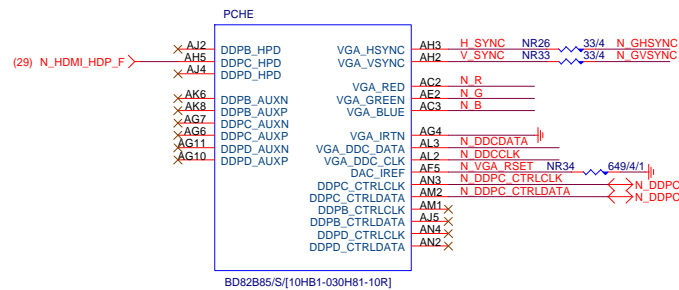 PCHE
AJ2 DDPB_HPD VGA_HSYNC AH3 H_SYNC NR26 33/4 N_GHSYNC
(29) N_HDMI_HDP_F AH5 DDPC_HPD VGA_VSYNC AH2 V_SYNC NR33 33/4 N_GVSYNC
AJ4 DDPD_HPD
VGA_RED AC2 N_R
AK6 DDPB_AUXN VGA_GREEN AE2 N_G
AK8 DDPB_AUXP VGA_BLUE AC3 N_B
AG7 DDPC_AUXN
AG6 DDPC_AUXP VGA_IRTN AG4
AG11 DDPD_AUXN VGA_DDC_DATA AL3 N_DDCDATA
AG10 DDPD_AUXP VGA_DDC_CLK AL2 N_DDCCLK
DAC_IREF AF5 N_VGA_RSET NR34 649/4/1
DDPC_CTRLCLK AN3 N_DDPC_CTRLCLK N_DDPC
DDPC_CTRLDATA AM2 N_DDPC_CTRLDATA N_DDPC
DDPB_CTRLCLK AM1
DDPB_CTRLDATA AJ5
DDPD_CTRLCLK AN4
DDPD_CTRLDATA AN2
BD82B85/S/[10HB1-030H81-10R]